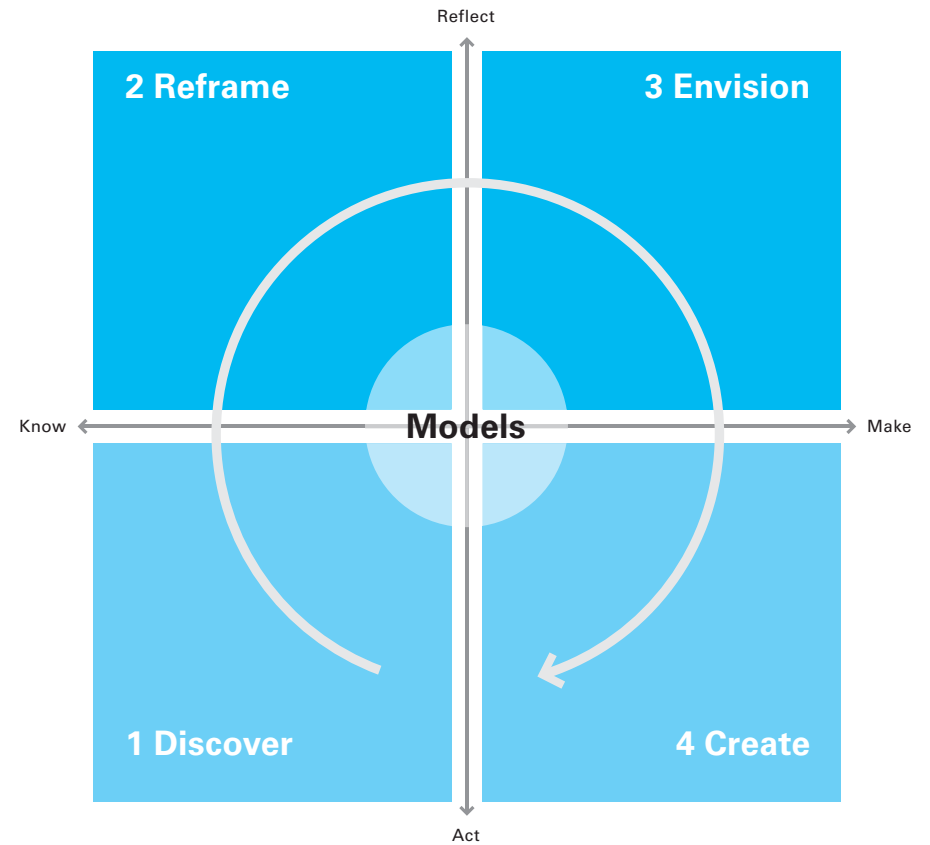 Reflect
2 Reframe
3 Envision
Know
Models
Make
1 Discover
4 Create
Act